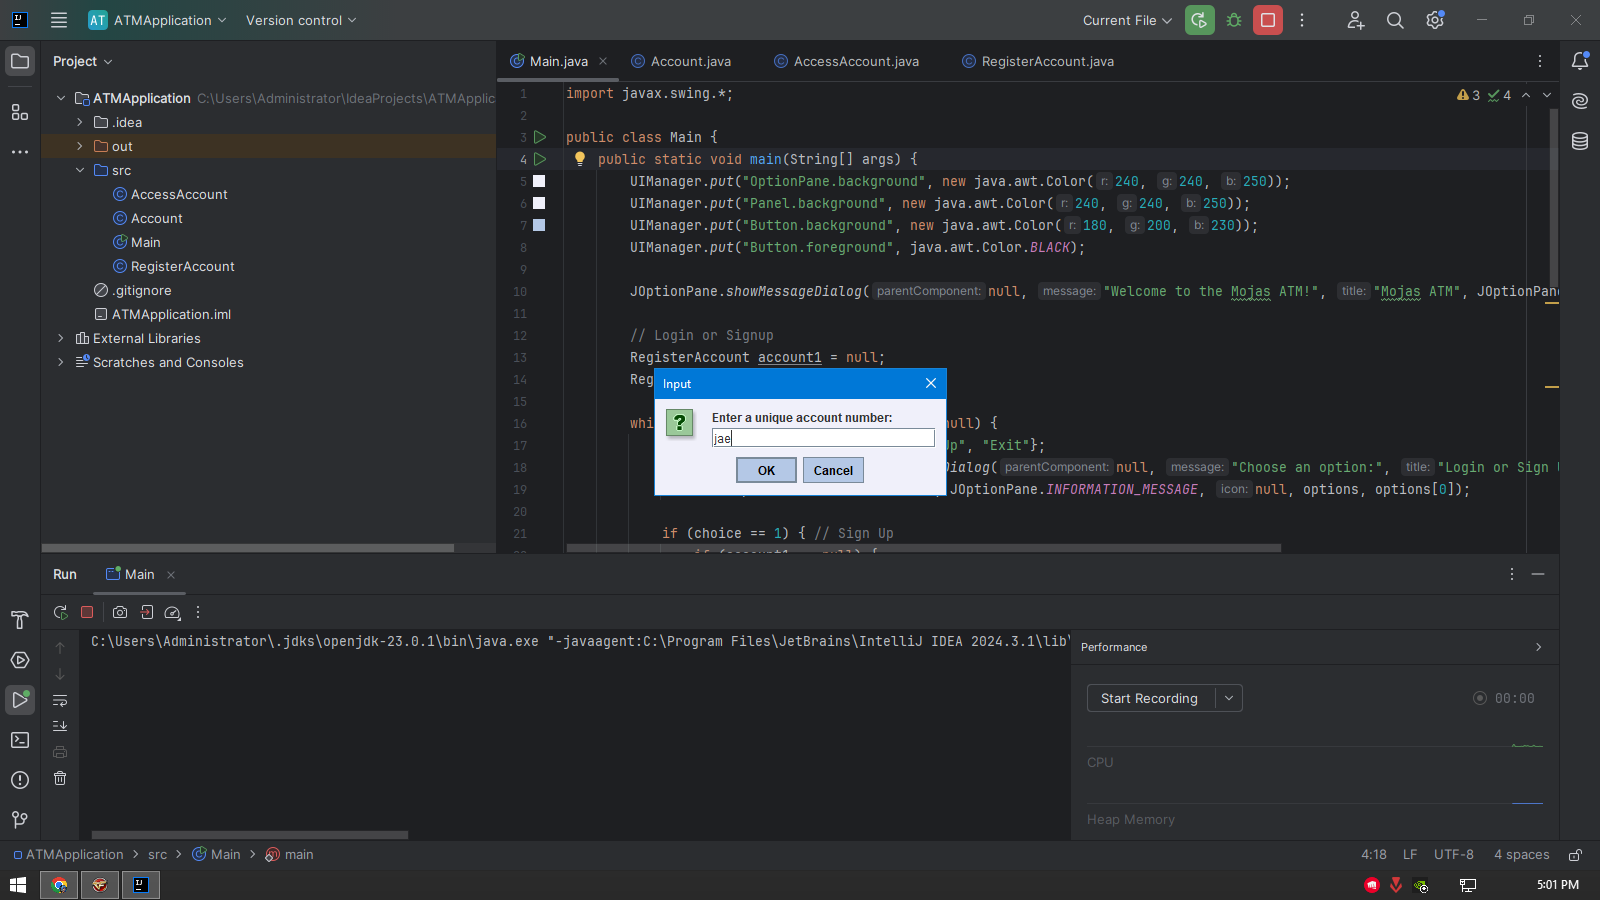 AT ATMApplication Version control Current File
Project
ATMApplication C:\Users\Administrator\IdeaProjects\ATMApplic
.idea
out
src
AccessAccount
Account
Main
RegisterAccount
.gitignore
ATMApplication.iml
External Libraries
Scratches and Consoles
Main.java Account.java AccessAccount.java RegisterAccount.java
3 4
1 import javax.swing.*;
2
3 public class Main {
4 public static void main(String[] args) {
5 UIManager.put("OptionPane.background", new java.awt.Color( r: 240, g: 240, b: 250));
6 UIManager.put("Panel.background", new java.awt.Color( r: 240, g: 240, b: 250));
7 UIManager.put("Button.background", new java.awt.Color( r: 180, g: 200, b: 230));
8 UIManager.put("Button.foreground", java.awt.Color.BLACK);
9
10 JOptionPane.showMessageDialog( parentComponent: null, message: "Welcome to the Mojas ATM!", title: "Mojas ATM", JOptionPane
11
12 // Login or Signup
13 RegisterAccount account1 = null;
14 Reg
15
16 whi null) {
17 Up", "Exit"};
18 Dialog( parentComponent: null, message: "Choose an option:", title: "Login or Sign U
19 JOptionPane.INFORMATION_MESSAGE, icon: null, options, options[0]);
20
21 if (choice == 1) { // Sign Up
Input
Enter a unique account number:
jae
OK Cancel
Run Main
C:\Users\Administrator\.jdks\openjdk-23.0.1\bin\java.exe "-javaagent:C:\Program Files\JetBrains\IntelliJ IDEA 2024.3.1\lib\
Performance
Start Recording 00:00
CPU
Heap Memory
ATMApplication > src > Main > main 4:18 LF UTF-8 4 spaces
5:01 PM